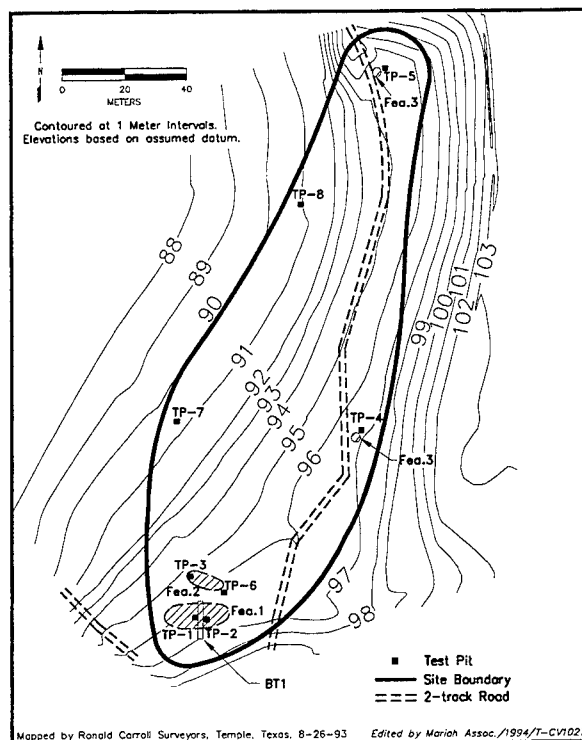 N
0 20 40
METERS
Contoured at 1 Meter Intervals.
Elevations based on assumed datum.
TP-5
Fea.3
TP-8
88
89
90
91
92
93
94
95
96
97
98
99
100
101
102
103
TP-7
TP-4
Fea.3
TP-3
Fea.2
TP-6
Fea.1
TP-1
TP-2
BT1
Test Pit
Site Boundary
2-track Road
Mapped by Ronald Carroll Surveyors, Temple, Texas, 8-26-93 Edited by Mariah Assoc./1994/T-CV102